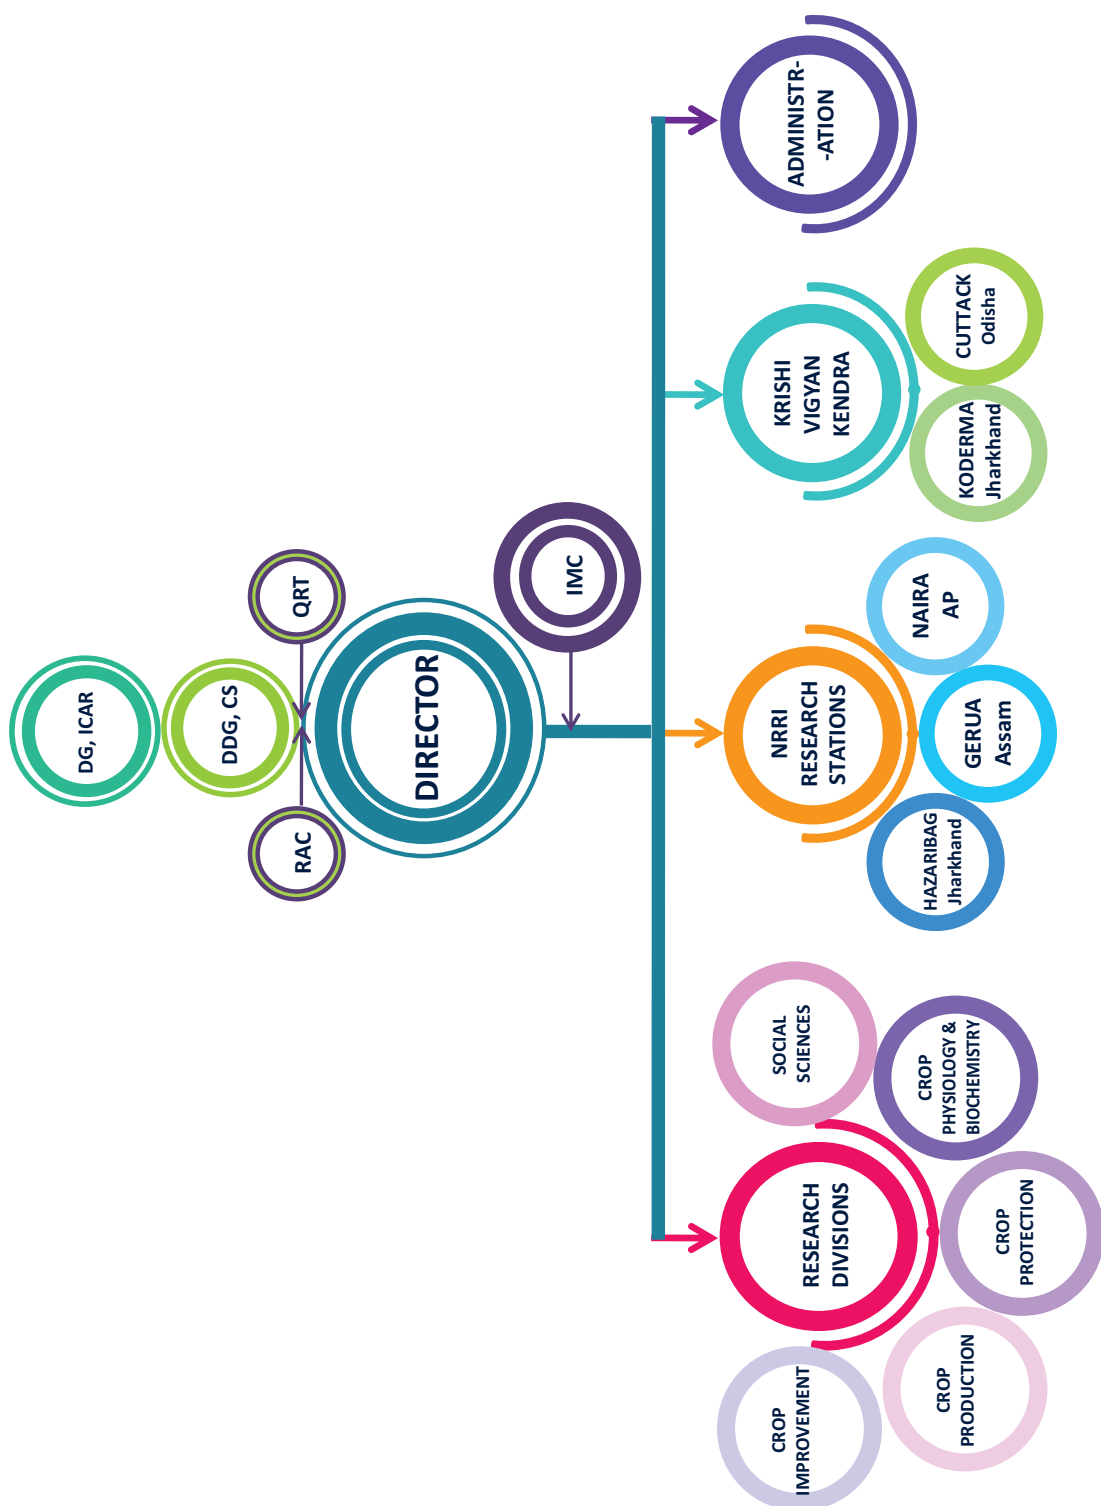 DG, ICAR
DDG, CS
RAC
QRT
DIRECTOR
IMC
RESEARCH
DIVISIONS
CROP
IMPROVEMENT
CROP
PRODUCTION
CROP
PROTECTION
CROP
PHYSIOLOGY &
BIOCHEMISTRY
SOCIAL
SCIENCES
NRRI
RESEARCH
STATIONS
HAZARIBAG
Jharkhand
GERUA
Assam
NAIRA
AP
KRISHI
VIGYAN
KENDRA
KODERMA
Jharkhand
CUTTACK
Odisha
ADMINISTR-
-ATION